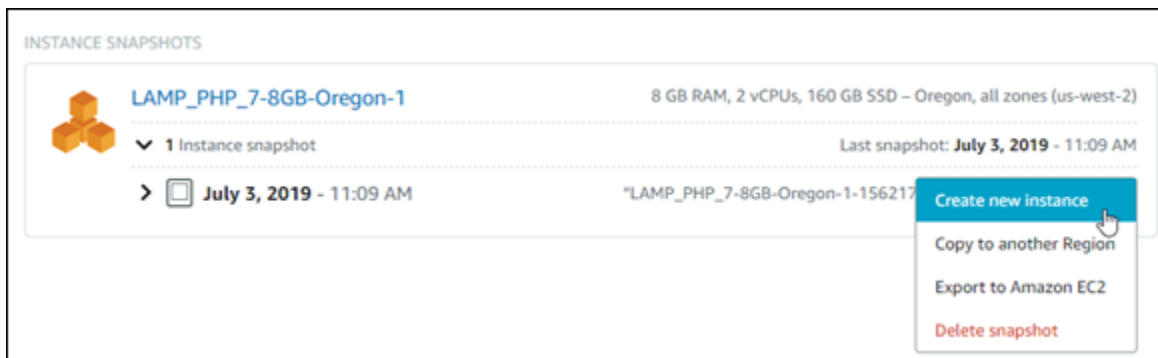 INSTANCE SNAPSHOTS
LAMP_PHP_7-8GB-Oregon-1
8 GB RAM, 2 vCPUs, 160 GB SSD – Oregon, all zones (us-west-2)
1 Instance snapshot
Last snapshot: July 3, 2019 - 11:09 AM
July 3, 2019 - 11:09 AM
"LAMP_PHP_7-8GB-Oregon-1-156217
Create new instance
Copy to another Region
Export to Amazon EC2
Delete snapshot